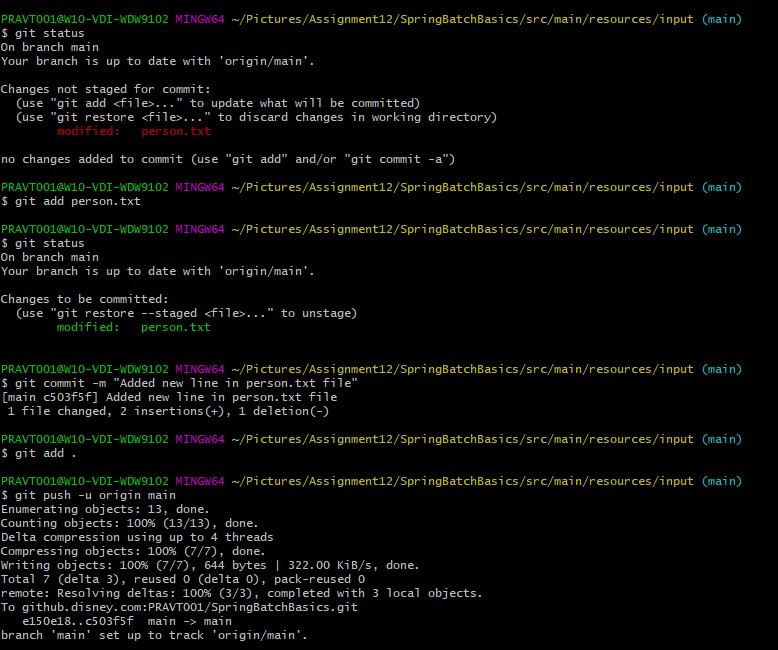 PRAVT001@W10-VDI-WDW9102 MINGW64 ~/Pictures/Assignment12/SpringBatchBasics/src/main/resources/input (main)
$ git status
On branch main
Your branch is up to date with 'origin/main'.
Changes not staged for commit:
(use "git add <file>..." to update what will be committed)
(use "git restore <file>..." to discard changes in working directory)
modified:   person.txt
no changes added to commit (use "git add" and/or "git commit -a")
PRAVT001@W10-VDI-WDW9102 MINGW64 ~/Pictures/Assignment12/SpringBatchBasics/src/main/resources/input (main)
$ git add person.txt
PRAVT001@W10-VDI-WDW9102 MINGW64 ~/Pictures/Assignment12/SpringBatchBasics/src/main/resources/input (main)
$ git status
On branch main
Your branch is up to date with 'origin/main'.
Changes to be committed:
(use "git restore --staged <file>..." to unstage)
modified:   person.txt
PRAVT001@W10-VDI-WDW9102 MINGW64 ~/Pictures/Assignment12/SpringBatchBasics/src/main/resources/input (main)
$ git commit -m "Added new line in person.txt file"
[main c503f5f] Added new line in person.txt file
1 file changed, 2 insertions(+), 1 deletion(-)
PRAVT001@W10-VDI-WDW9102 MINGW64 ~/Pictures/Assignment12/SpringBatchBasics/src/main/resources/input (main)
$ git add .
PRAVT001@W10-VDI-WDW9102 MINGW64 ~/Pictures/Assignment12/SpringBatchBasics/src/main/resources/input (main)
$ git push -u origin main
Enumerating objects: 13, done.
Counting objects: 100% (13/13), done.
Delta compression using up to 4 threads
Compressing objects: 100% (7/7), done.
Writing objects: 100% (7/7), 644 bytes | 322.00 KiB/s, done.
Total 7 (delta 3), reused 0 (delta 0), pack-reused 0
remote: Resolving deltas: 100% (3/3), completed with 3 local objects.
To github.disney.com:PRAVT001/SpringBatchBasics.git
e150e18..c503f5f  main -> main
branch 'main' set up to track 'origin/main'.